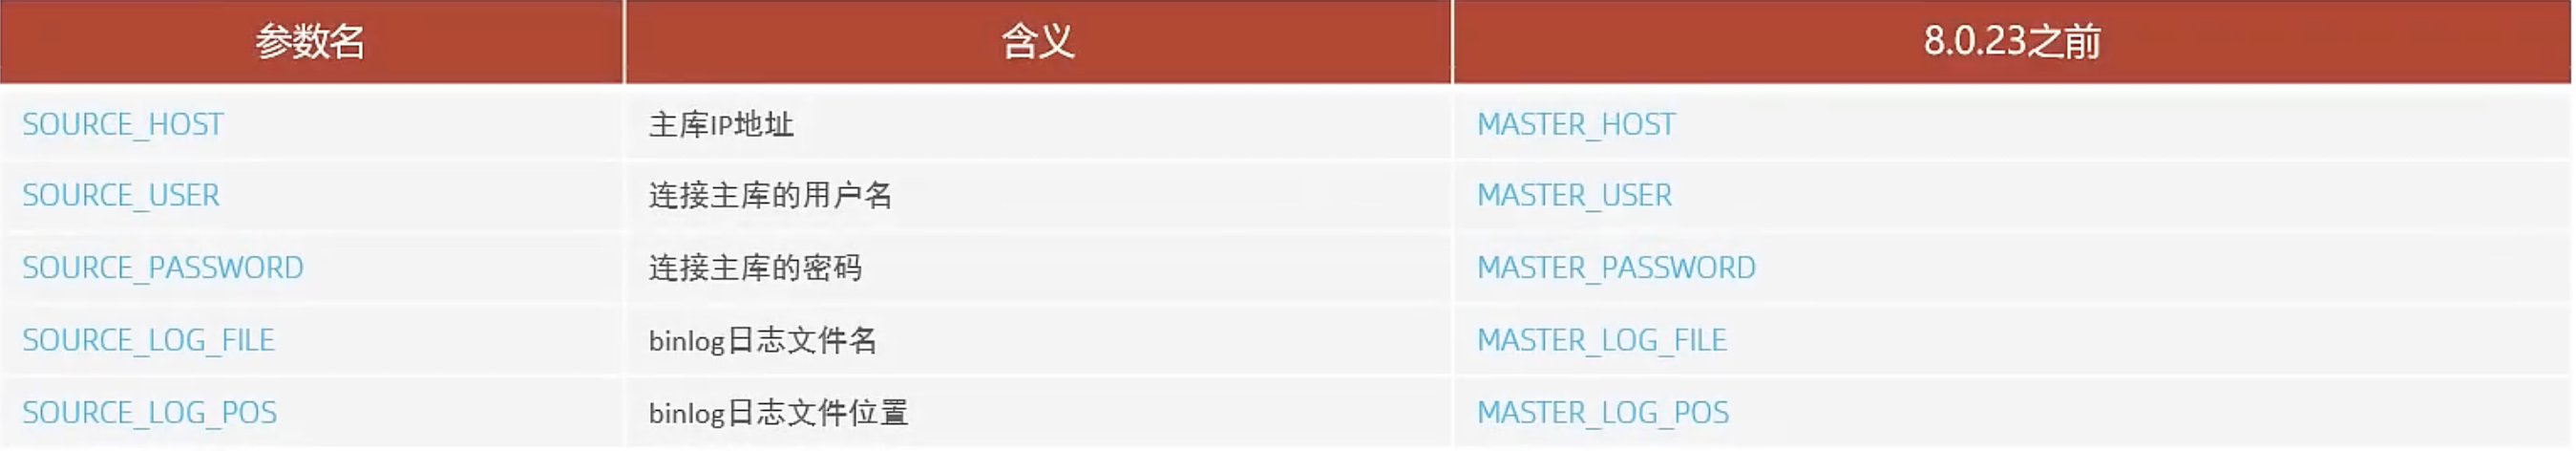 参数名 含义 8.0.23之前
SOURCE_HOST 主库IP地址 MASTER_HOST
SOURCE_USER 连接主库的用户名 MASTER_USER
SOURCE_PASSWORD 连接主库的密码 MASTER_PASSWORD
SOURCE_LOG_FILE binlog日志文件名 MASTER_LOG_FILE
SOURCE_LOG_POS binlog日志文件位置 MASTER_LOG_POS